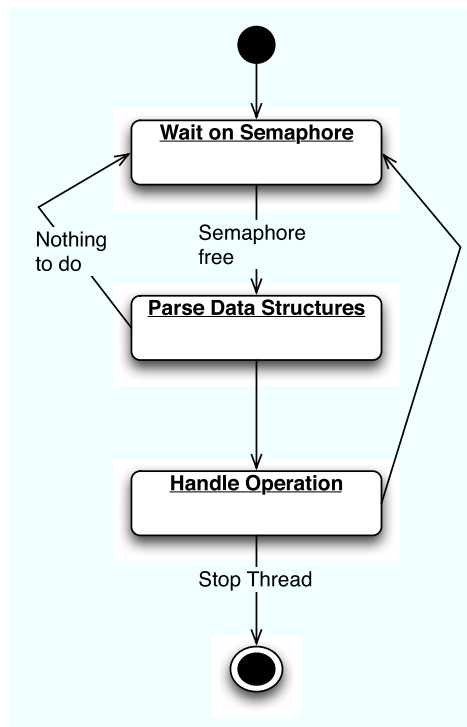 Wait on Semaphore
Nothing
to do
Semaphore
free
Parse Data Structures
Handle Operation
Stop Thread